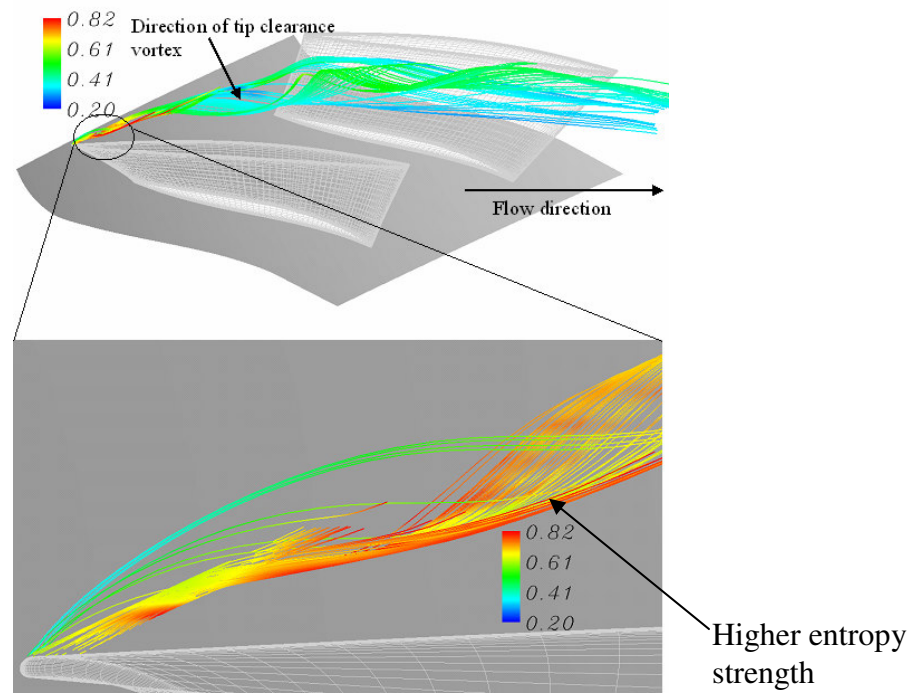 0.82
0.61
0.41
0.20
Direction of tip clearance
vortex
Flow direction
0.82
0.61
0.41
0.20
Higher entropy
strength